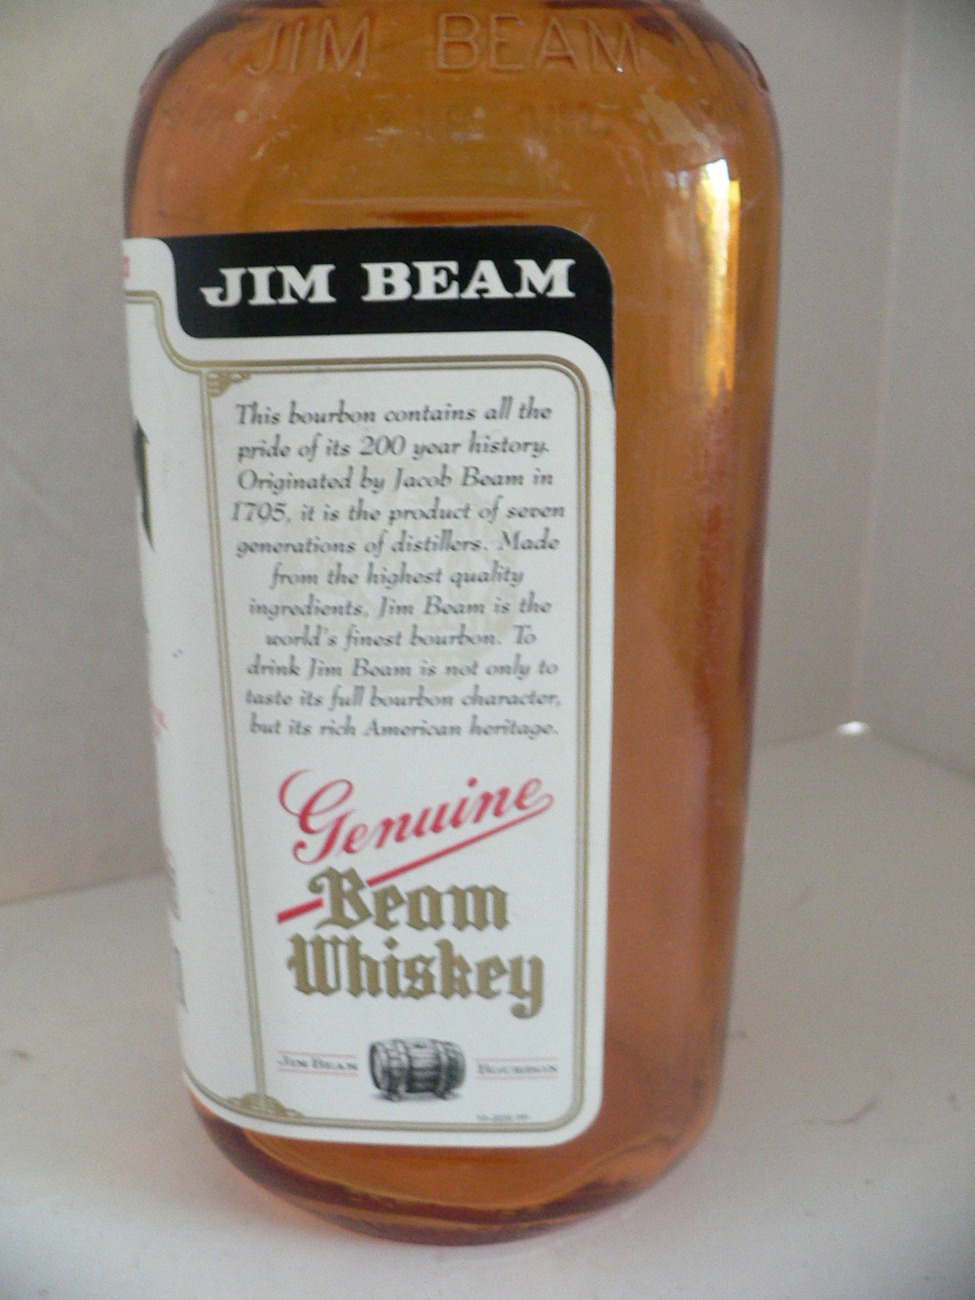 JIM BEAM
JIM BEAM
This bourbon contains all the
pride of its 200 year history.
Originated by Jacob Beam in
1795, it is the product of seven
generations of distillers. Made
from the highest quality
ingredients, Jim Beam is the
world's finest bourbon. To
drink Jim Beam is not only to
taste its full bourbon character,
but its rich American heritage.
Genuine
Beam
Whiskey
JIM BEAM BOURBON